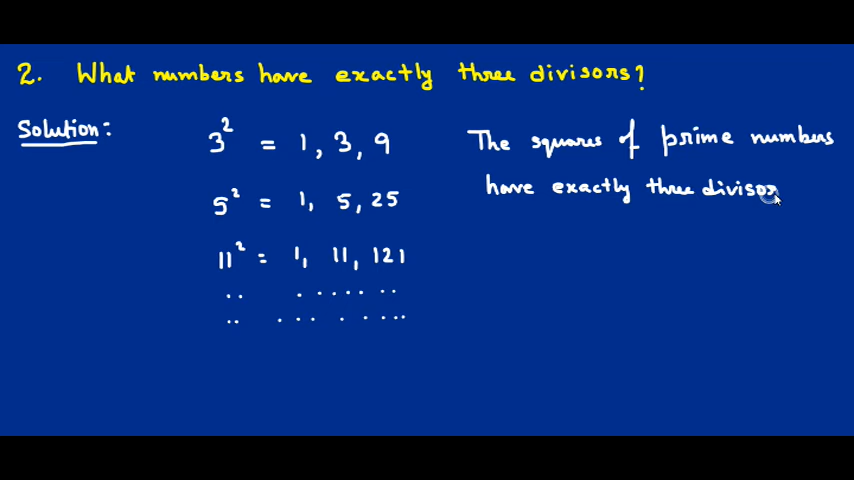 2. What numbers have exactly three divisors?
Solution:
3² = 1, 3, 9
5² = 1, 5, 25
11² = 1, 11, 121
.. . ..... ..
.. . .. . . ...
The squares of prime numbers
have exactly three divisor